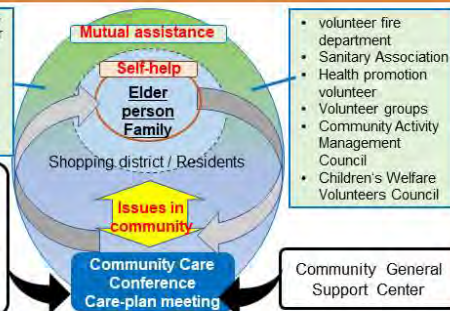 Mutual assistance
Self-help
Elder
person
Family
Shopping district / Residents
Issues in
community
Community Care
Conference
Care-plan meeting
• volunteer fire
department
• Sanitary Association
• Health promotion
volunteer
• Volunteer groups
• Community Activity
Management
Council
• Children's Welfare
Volunteers Council
Community General
Support Center